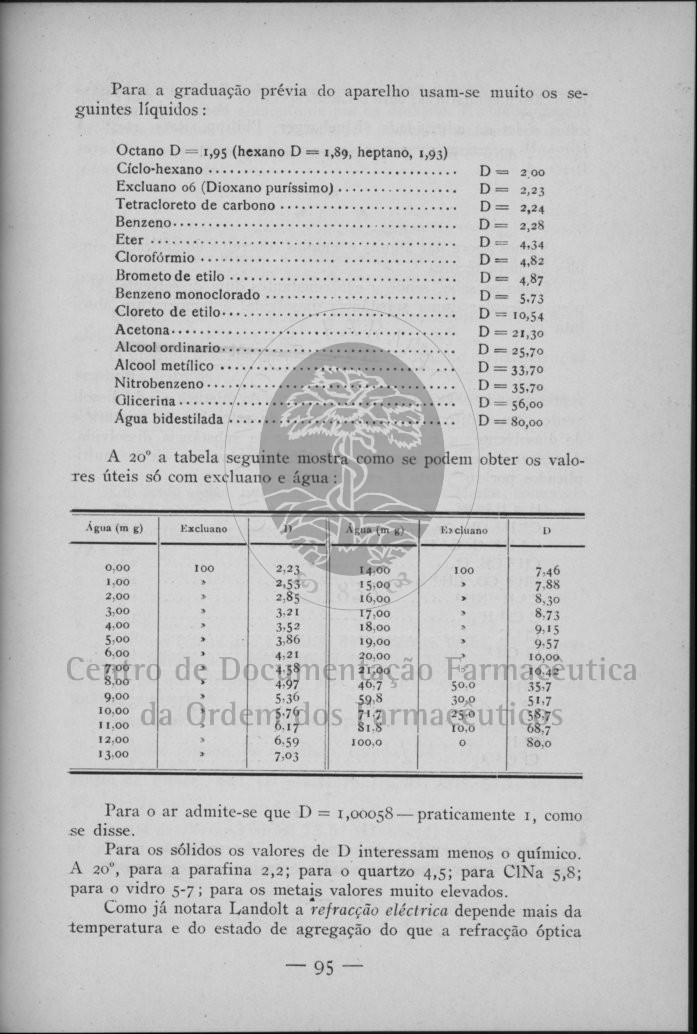 Para a graduação prévia do aparelho usam-se muito os se-
guintes líquidos :
Octano D = 1,95 (hexano D = 1,89, heptano, 1,93)
Cíclo-hexano .................................... D = 2,00
Excluano 06 (Dioxano puríssimo) .................. D = 2,23
Tetracloreto de carbono .......................... D = 2,24
Benzeno.......................................... D = 2,28
Eter ............................................ D = 4,34
Clorofórmio ..................................... D = 4,82
Brometo de etilo ................................ D = 4,87
Benzeno monoclorado ............................ D = 5,73
Cloreto de etilo................................. D = 10,54
Acetona......................................... D = 21,30
Alcool ordinario................................. D = 25,70
Alcool metílico ................................. D = 33,70
Nitrobenzeno.................................... D = 35,70
Glicerina ....................................... D = 56,00
Água bidestilada ................................ D = 80,00
A 20º a tabela seguinte mostra como se podem obter os valo-
res úteis só com excluano e água :
Água (m g) Excluano D Água (m g) Excluano D
0,00 100 2,23 14,00 100 7,46
1,00 » 2,53 15,00 » 7,88
2,00 » 2,85 16,00 » 8,30
3,00 » 3,21 17,00 » 8,73
4,00 » 3,52 18,00 » 9,15
5,00 » 3,86 19,00 » 9,57
6,00 » 4,21 20,00 » 10,00
7,00 » 4,58 21,00 » 10,42
8,00 » 4,97 46,7 50,0 35,7
9,00 » 5,36 59,8 30,0 51,7
10,00 » 5,76 71,7 25,0 58,7
11,00 » 6,17 81,8 10,0 68,7
12,00 » 6,59 100,0 0 80,0
13,00 » 7,03
Centro de Documentação Farmacêutica
da Ordem dos Farmacêuticos
Para o ar admite-se que D = 1,00058 — praticamente 1, como
se disse.
Para os sólidos os valores de D interessam menos o químico.
A 20º, para a parafina 2,2; para o quartzo 4,5; para ClNa 5,8;
para o vidro 5-7; para os metais valores muito elevados.
Como já notara Landolt a refracção eléctrica depende mais da
temperatura e do estado de agregação do que a refracção óptica
— 95 —